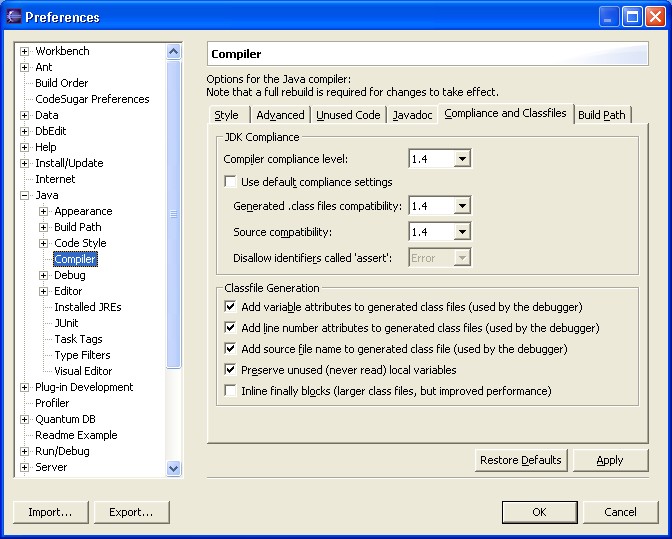 Preferences
Workbench
Ant
Build Order
CodeSugar Preferences
Data
DbEdit
Help
Install/Update
Internet
Java
Appearance
Build Path
Code Style
Compiler
Debug
Editor
Installed JREs
JUnit
Task Tags
Type Filters
Visual Editor
Plug-in Development
Profiler
Quantum DB
Readme Example
Run/Debug
Server
Compiler
Options for the Java compiler:
Note that a full rebuild is required for changes to take effect.
Style Advanced Unused Code Javadoc Compliance and Classfiles Build Path
JDK Compliance
Compiler compliance level: 1.4
Use default compliance settings
Generated .class files compatibility: 1.4
Source compatibility: 1.4
Disallow identifiers called 'assert': Error
Classfile Generation
Add variable attributes to generated class files (used by the debugger)
Add line number attributes to generated class files (used by the debugger)
Add source file name to generated class file (used by the debugger)
Preserve unused (never read) local variables
Inline finally blocks (larger class files, but improved performance)
Restore Defaults Apply
Import... Export... OK Cancel